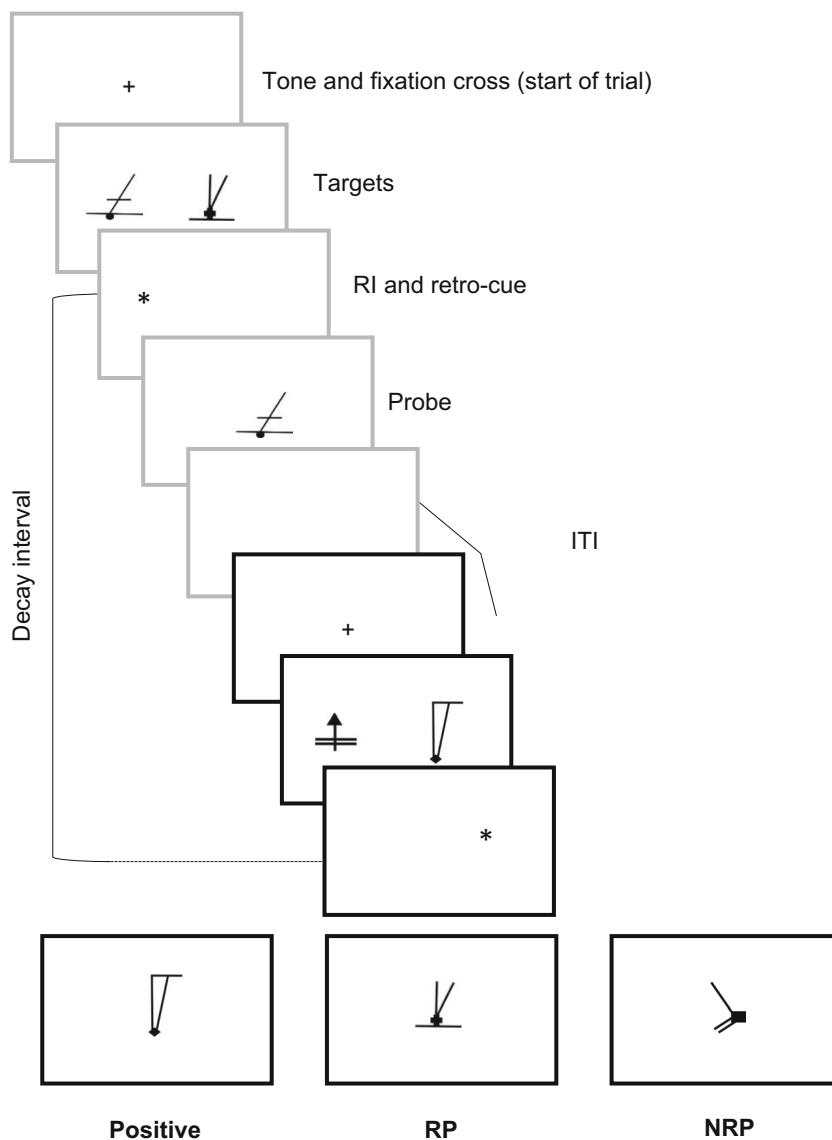 +
Tone and fixation cross (start of trial)
Targets
*
RI and retro-cue
Probe
Decay interval
ITI
+
*
Positive
RP
NRP